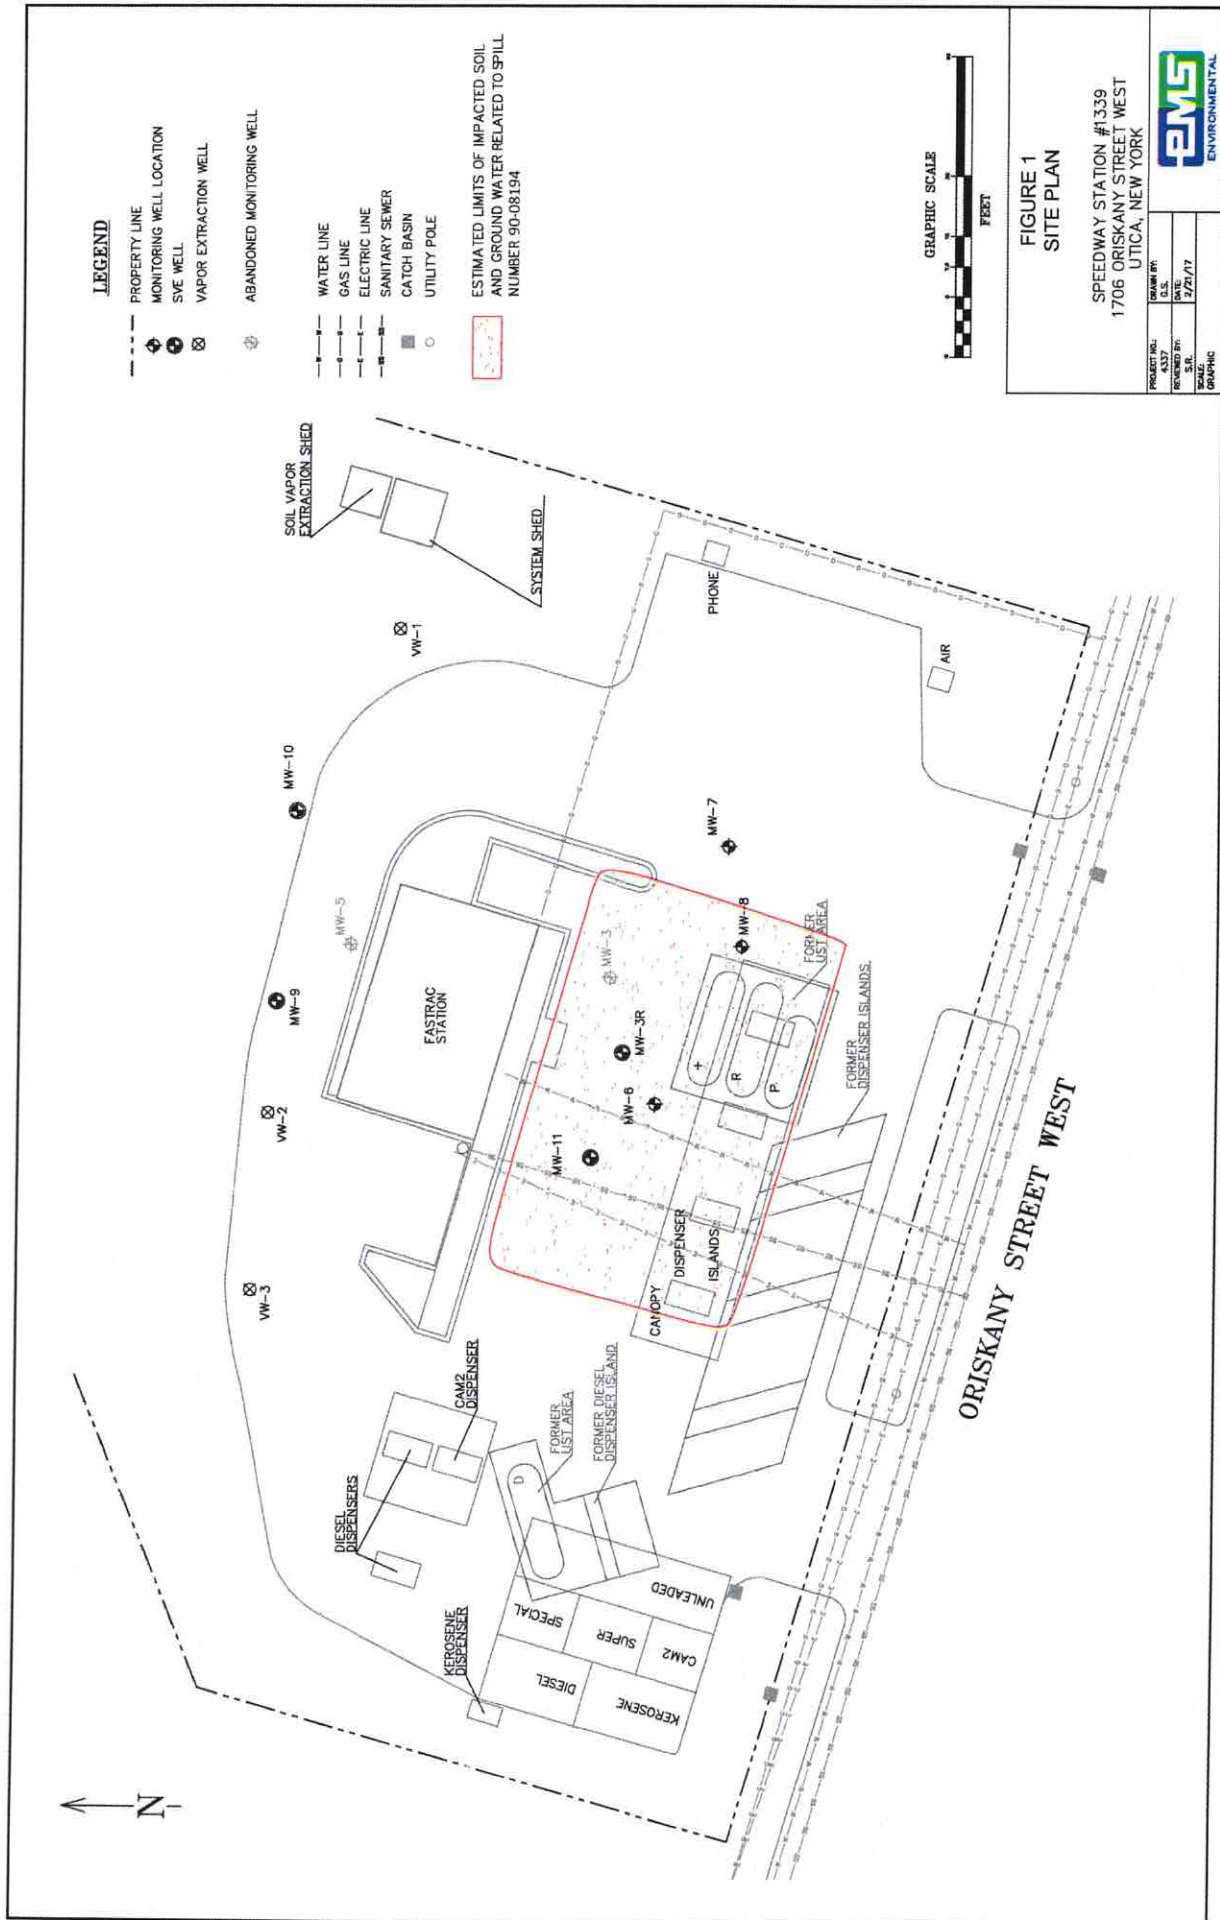 LEGEND
PROPERTY LINE
MONITORING WELL LOCATION
SVE WELL
VAPOR EXTRACTION WELL
ABANDONED MONITORING WELL
WATER LINE
GAS LINE
ELECTRIC LINE
SANITARY SEWER
CATCH BASIN
UTILITY POLE
ESTIMATED LIMITS OF IMPACTED SOIL
AND GROUND WATER RELATED TO SPILL
NUMBER 90-08194
SOIL VAPOR
EXTRACTION SHED
SYSTEM SHED
VW-1
MW-10
MW-5
MW-9
VW-2
VW-3
FASTRAC
STATION
PHONE
AIR
MW-7
MW-8
MW-3
MW-3R
MW-6
MW-11
FORMER
UST AREA
+
R
P
FORMER
DISPENSER ISLANDS
CANOPY
DISPENSER
ISLANDS
CAM2
DISPENSER
DIESEL
DISPENSERS
FORMER
UST AREA
D
FORMER DIESEL
DISPENSER ISLAND
KEROSENE
DISPENSER
SPECIAL
UNLEADED
SUPER
DIESEL
CAM2
KEROSENE
ORISKANY STREET WEST
N
GRAPHIC SCALE
FEET
FIGURE 1
SITE PLAN
SPEEDWAY STATION #1339
1706 ORISKANY STREET WEST
UTICA, NEW YORK
PROJECT NO.:
4337
DRAWN BY:
G.S.
REVIEWED BY:
S.R.
DATE:
2/21/17
SCALE:
GRAPHIC
EMS
ENVIRONMENTAL